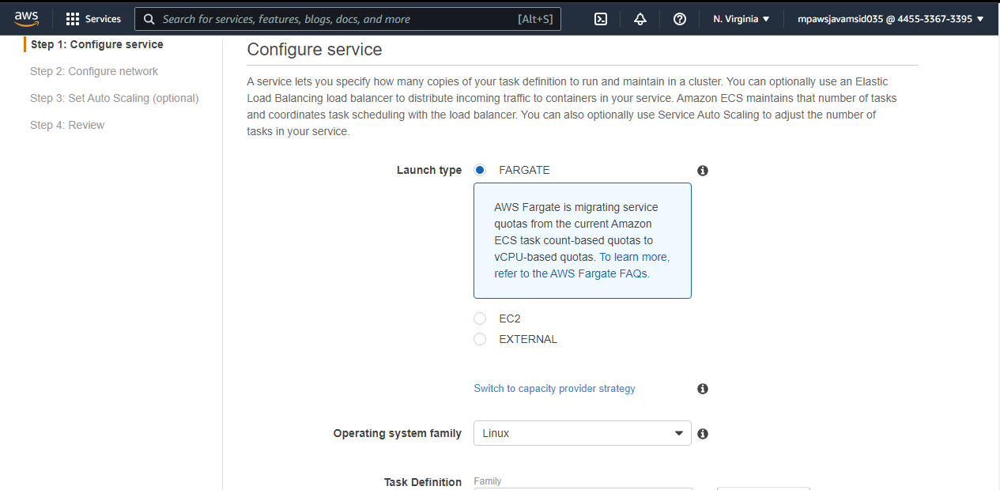 aws
Services
Search for services, features, blogs, docs, and more
[Alt+S]
N. Virginia
mpawsjavamsid035 @ 4455-3367-3395
Step 1: Configure service
Step 2: Configure network
Step 3: Set Auto Scaling (optional)
Step 4: Review
Configure service
A service lets you specify how many copies of your task definition to run and maintain in a cluster. You can optionally use an Elastic
Load Balancing load balancer to distribute incoming traffic to containers in your service. Amazon ECS maintains that number of tasks
and coordinates task scheduling with the load balancer. You can also optionally use Service Auto Scaling to adjust the number of
tasks in your service.
Launch type
FARGATE
AWS Fargate is migrating service
quotas from the current Amazon
ECS task count-based quotas to
vCPU-based quotas. To learn more,
refer to the AWS Fargate FAQs.
EC2
EXTERNAL
Switch to capacity provider strategy
Operating system family
Linux
Task Definition
Family